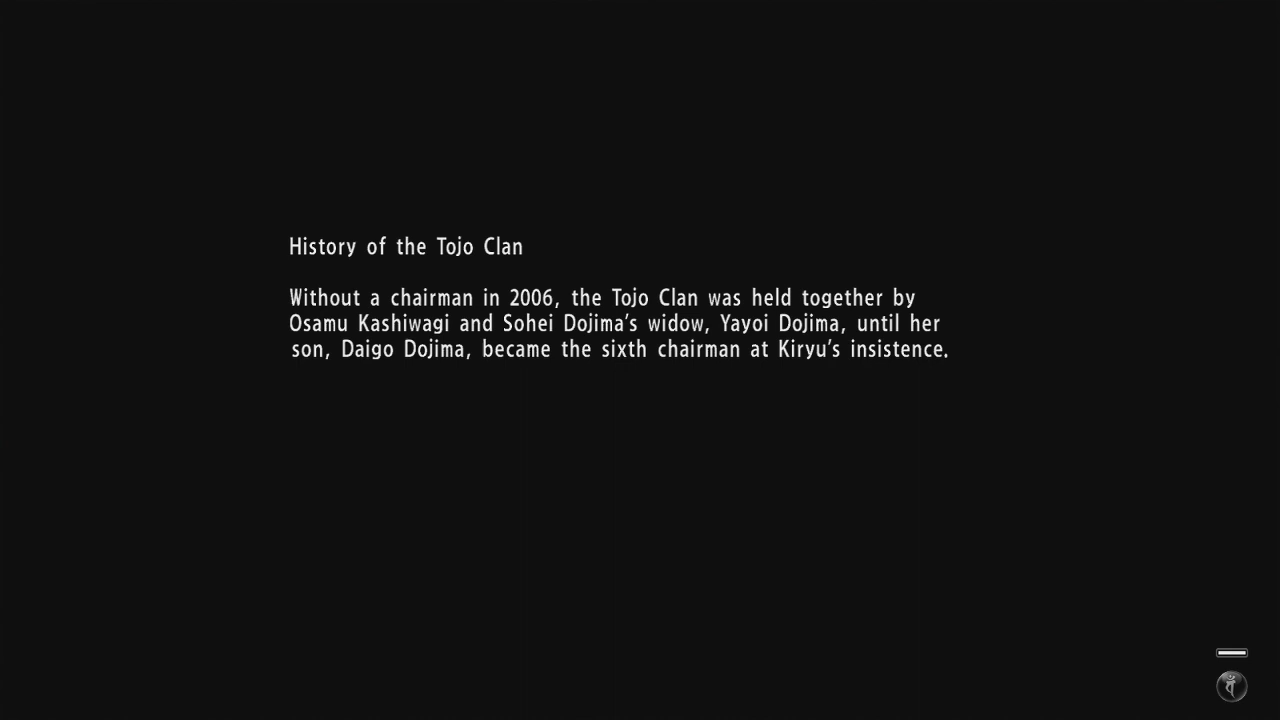 History of the Tojo Clan
Without a chairman in 2006, the Tojo Clan was held together by
Osamu Kashiwagi and Sohei Dojima's widow, Yayoi Dojima, until her
son, Daigo Dojima, became the sixth chairman at Kiryu's insistence.